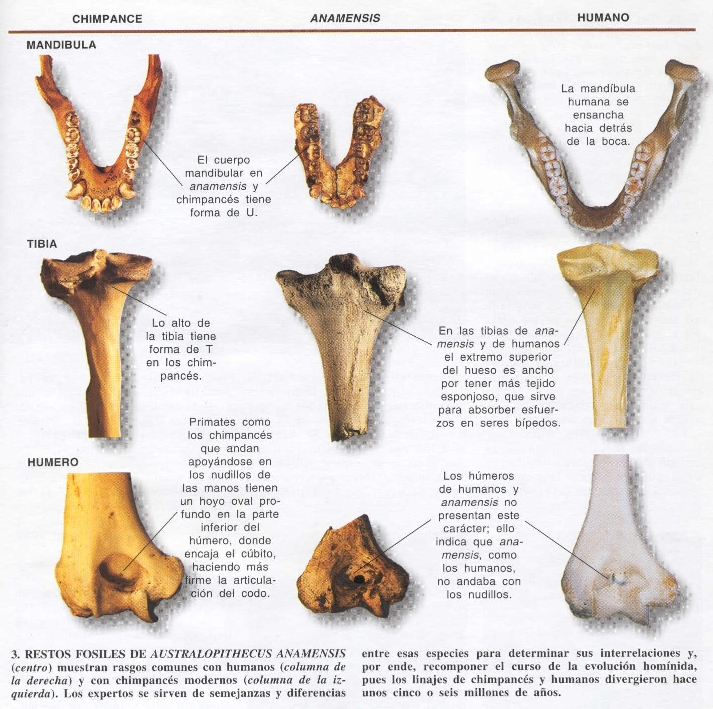 CHIMPANCE
ANAMENSIS
HUMANO
MANDIBULA
El cuerpo
mandibular en
anamensis y
chimpancés tiene
forma de U.
La mandíbula
humana se
ensancha
hacia detrás
de la boca.
TIBIA
Lo alto de
la tibia tiene
forma de T
en los chim-
pancés.
En las tibias de ana-
mensis y de humanos
el extremo superior
del hueso es ancho
por tener más tejido
esponjoso, que sirve
para absorber esfuer-
zos en seres bípedos.
HUMERO
Primates como
los chimpancés
que andan
apoyándose en
los nudillos de
las manos tienen
un hoyo oval pro-
fundo en la parte
inferior del
húmero, donde
encaja el cúbito,
haciendo más
firme la articula-
ción del codo.
Los húmeros
de humanos y
anamensis no
presentan este
carácter; ello
indica que ana-
mensis, como
los humanos,
no andaba con
los nudillos.
3. RESTOS FOSILES DE AUSTRALOPITHECUS ANAMENSIS
(centro) muestran rasgos comunes con humanos (columna de
la derecha) y con chimpancés modernos (columna de la iz-
quierda). Los expertos se sirven de semejanzas y diferencias
entre esas especies para determinar sus interrelaciones y,
por ende, recomponer el curso de la evolución homínida,
pues los linajes de chimpancés y humanos divergieron hace
unos cinco o seis millones de años.